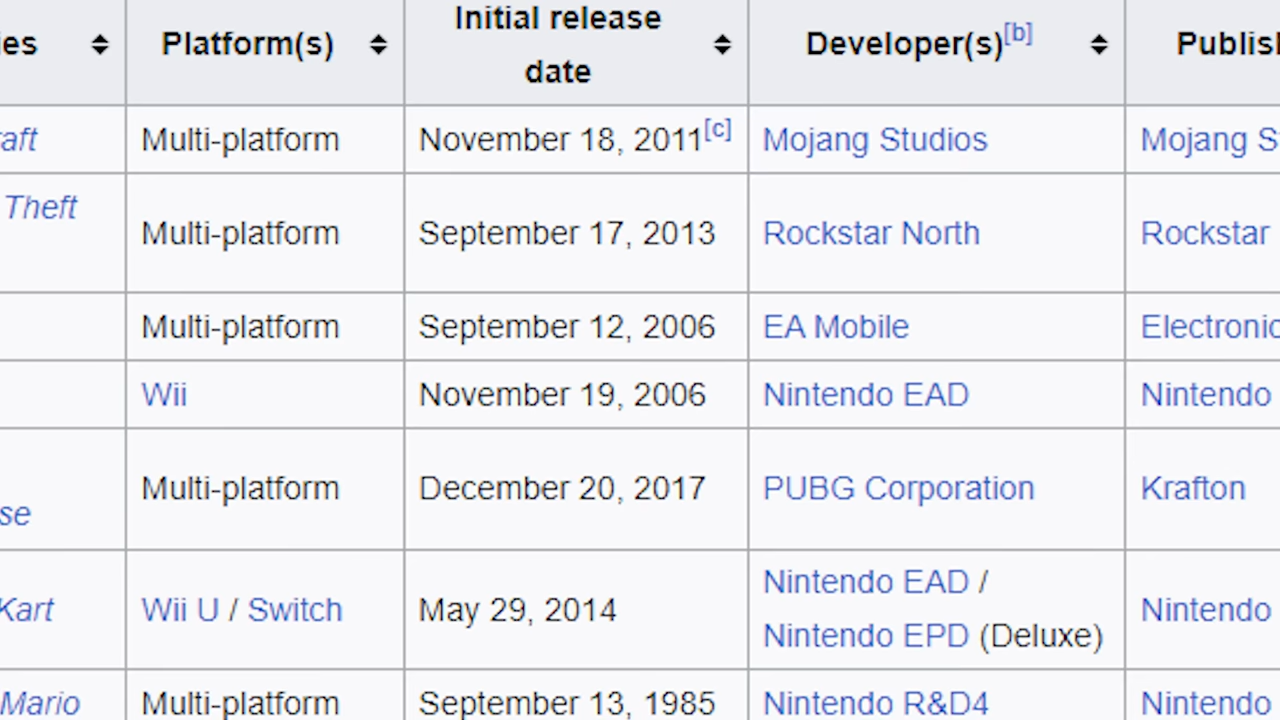 ies Platform(s) Initial release date Developer(s)[b] Publis
raft Multi-platform November 18, 2011[c] Mojang Studios Mojang S
Theft Multi-platform September 17, 2013 Rockstar North Rockstar
Multi-platform September 12, 2006 EA Mobile Electronic
Wii November 19, 2006 Nintendo EAD Nintendo
se Multi-platform December 20, 2017 PUBG Corporation Krafton
Kart Wii U / Switch May 29, 2014 Nintendo EAD / Nintendo EPD (Deluxe) Nintendo
Mario Multi-platform September 13, 1985 Nintendo R&D4 Nintendo